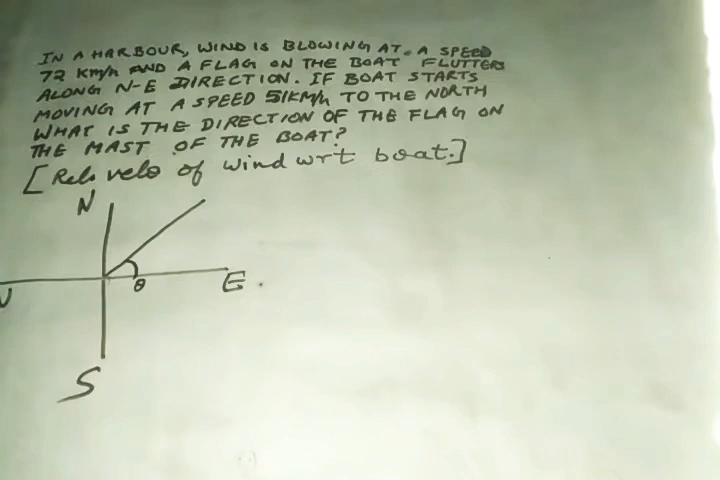 IN A HARBOUR, WIND IS BLOWING AT A SPEED
72 Km/h AND A FLAG ON THE BOAT FLUTTERS
ALONG N-E DIRECTION. IF BOAT STARTS
MOVING AT A SPEED 51KM/h TO THE NORTH
WHAT IS THE DIRECTION OF THE FLAG ON
THE MAST OF THE BOAT?
[Rel. velo of wind wrt boat.]
N
θ E.
S